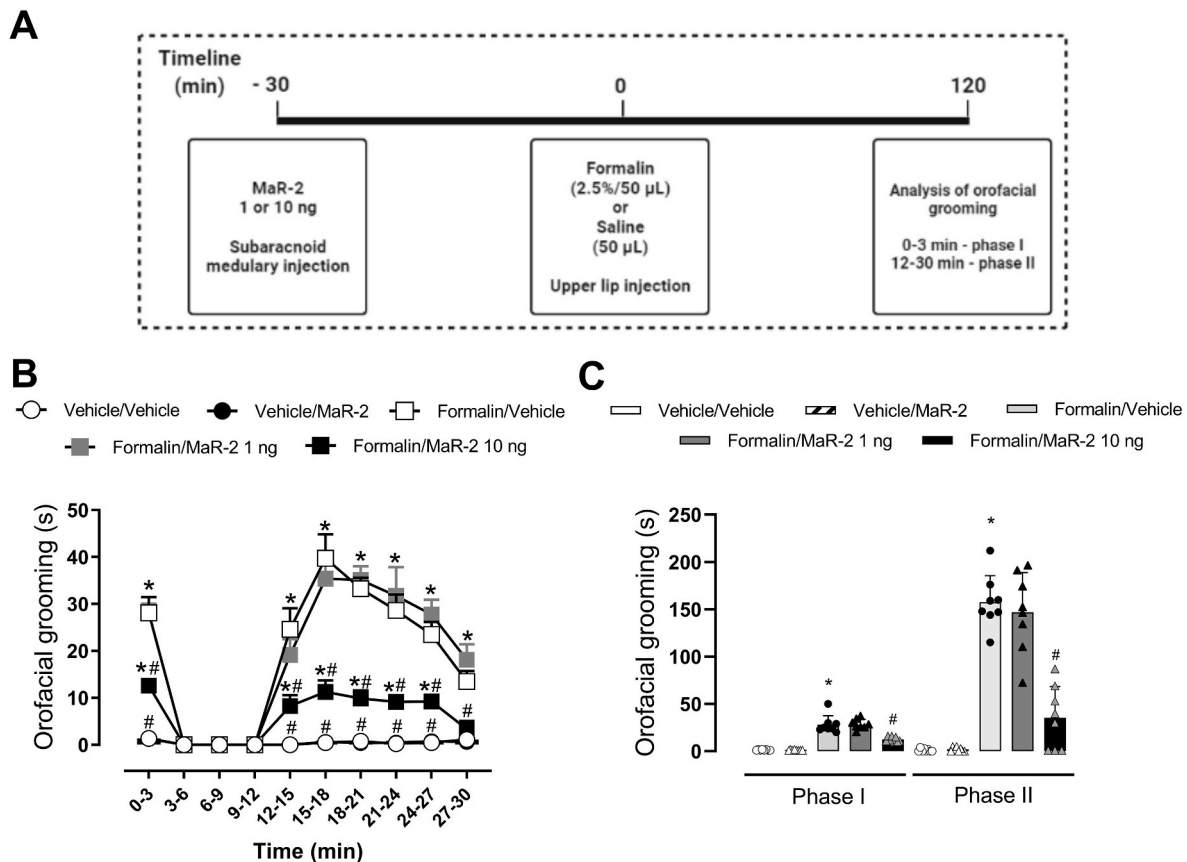 A
Timeline
(min)
- 30
0
120
MaR-2
1 or 10 ng
Subaracnoid
medulary injection
Formalin
(2.5%/50 µL)
or
Saline
(50 µL)
Upper lip injection
Analysis of orofacial
grooming
0-3 min - phase I
12-30 min - phase II
B
Vehicle/Vehicle
Vehicle/MaR-2
Formalin/Vehicle
Formalin/MaR-2 1 ng
Formalin/MaR-2 10 ng
Orofacial grooming (s)
50
40
30
20
10
0
*
*#
#
*
*#
#
*
*#
#
*
*#
#
*
*#
#
*
*#
#
*
#
0-3
3-6
6-9
9-12
12-15
15-18
18-21
21-24
24-27
27-30
Time (min)
C
Vehicle/Vehicle
Vehicle/MaR-2
Formalin/Vehicle
Formalin/MaR-2 1 ng
Formalin/MaR-2 10 ng
Orofacial grooming (s)
250
200
150
100
50
0
*
#
*
#
Phase I
Phase II